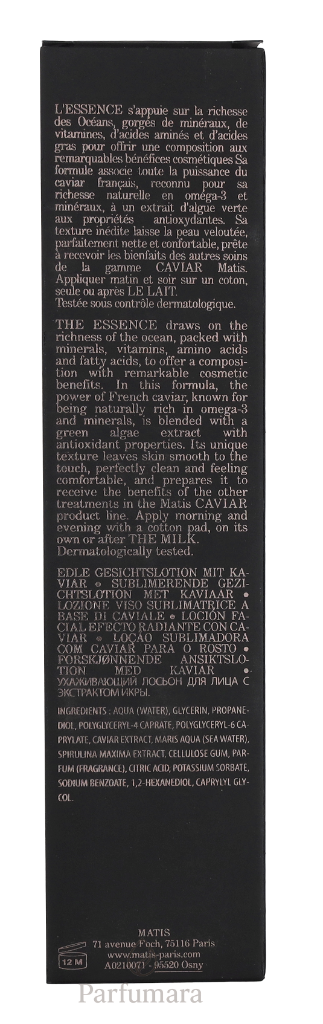 L'ESSENCE s'appuie sur la richesse
des Océans, gorgés de minéraux, de
vitamines, d'acides aminés et d'acides
gras pour offrir une composition aux
remarquables bénéfices cosmétiques Sa
formule associe toute la puissance du
caviar français, reconnu pour sa
richesse naturelle en oméga-3 et
minéraux, à un extrait d'algue verte
aux propriétés antioxydantes. Sa
texture inédite laisse la peau veloutée,
parfaitement nette et confortable, prête
à recevoir les bienfaits des autres soins
de la gamme CAVIAR Matis.
Appliquer matin et soir sur un coton,
seule ou après LE LAIT.
Testée sous contrôle dermatologique.
THE ESSENCE draws on the
richness of the ocean, packed with
minerals, vitamins, amino acids
and fatty acids, to offer a composi-
tion with remarkable cosmetic
benefits. In this formula, the
power of French caviar, known for
being naturally rich in omega-3
and minerals, is blended with a
green algae extract with
antioxidant properties. Its unique
texture leaves skin smooth to the
touch, perfectly clean and feeling
comfortable, and prepares it to
receive the benefits of the other
treatments in the Matis CAVIAR
product line. Apply morning and
evening with a cotton pad, on its
own or after THE MILK.
Dermatologically tested.
EDLE GESICHTSLOTION MIT KA-
VIAR • SUBLIMERENDE GEZI-
CHTSLOTION MET KAVIAAR •
LOZIONE VISO SUBLIMATRICE A
BASE DI CAVIALE • LOCIÓN FA-
CIAL EFECTO RADIANTE CON CA-
VIAR • LOÇÃO SUBLIMADORA
COM CAVIAR PARA O ROSTO •
FORSKJØNNENDE ANSIKTSLO-
TION MED KAVIAR •
УХАЖИВАЮЩИЙ ЛОСЬОН ДЛЯ ЛИЦА С
ЭКСТРАКТОМ ИКРЫ.
INGREDIENTS : AQUA (WATER), GLYCERIN, PROPANE-
DIOL, POLYGLYCERYL-4 CAPRATE, POLYGLYCERYL-6 CA-
PRYLATE, CAVIAR EXTRACT, MARIS AQUA (SEA WATER),
SPIRULINA MAXIMA EXTRACT, CELLULOSE GUM, PAR-
FUM (FRAGRANCE), CITRIC ACID, POTASSIUM SORBATE,
SODIUM BENZOATE, 1,2-HEXANEDIOL, CAPRYLYL GLY-
COL.
MATIS
71 avenue Foch, 75116 Paris
www.matis-paris.com
A0210071 - 95520 Osny
12 M
Parfumara